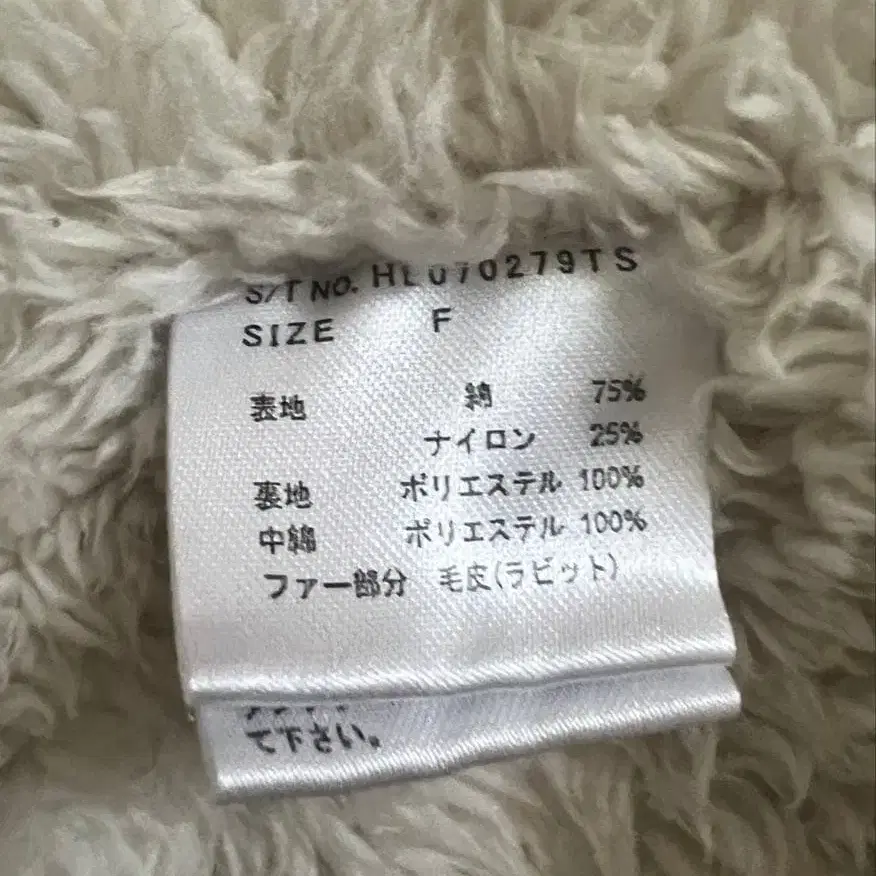 S/T NO. HL070279TS
SIZE F
表地 綿 75%
ナイロン 25%
裏地 ポリエステル 100%
中綿 ポリエステル 100%
ファー部分 毛皮(ラビット)
て下さい。